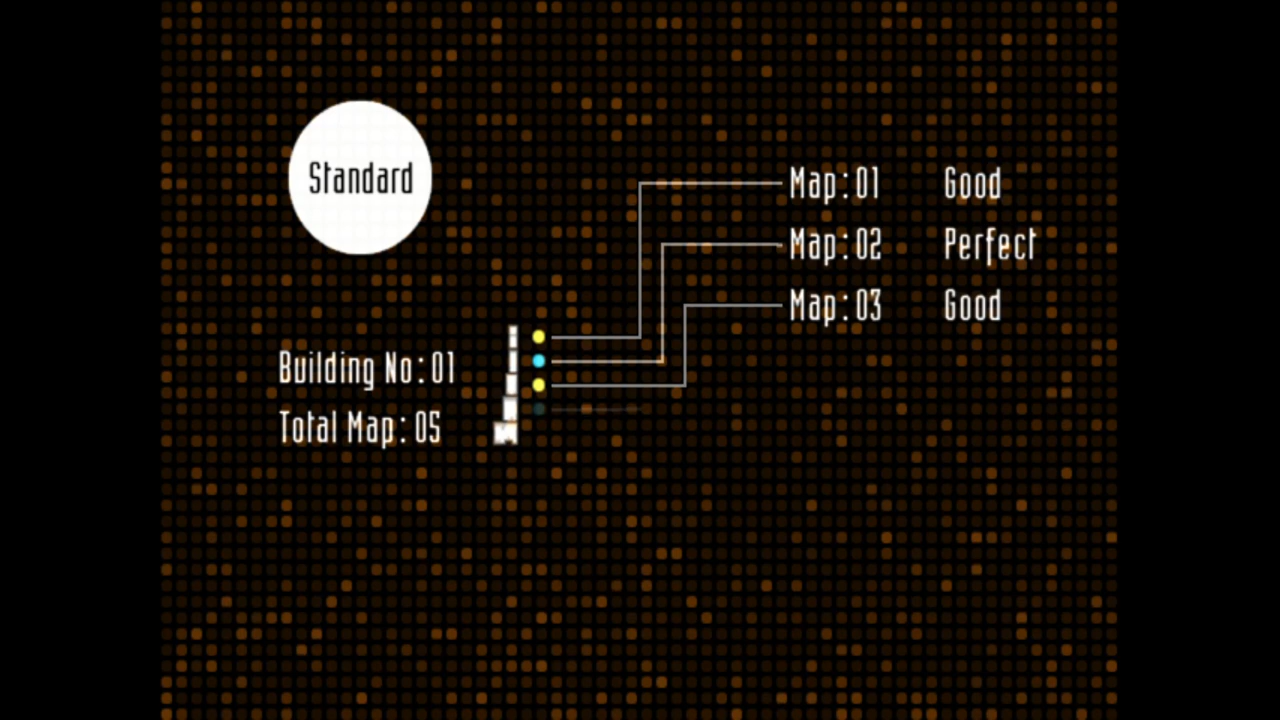 Standard
Building No:01
Total Map:05
Map:01 Good
Map:02 Perfect
Map:03 Good